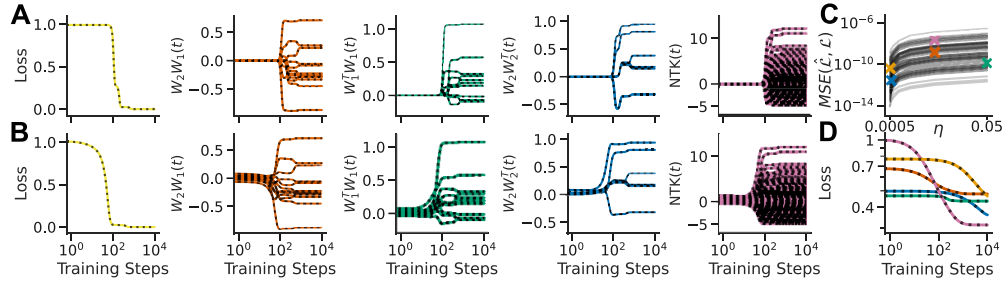 A
Loss
1.0
0.5
0.0
W₂W₁(t)
0.5
0.0
−0.5
W₁ᵀW₁(t)
1.0
0.5
0.0
W₂W₂ᵀ(t)
1.0
0.5
0.0
−0.5
NTK(t)
10
5
0
−5
C
MSE(ℒ̂, ℒ)
10⁻⁶
10⁻¹⁰
10⁻¹⁴
0.0005
η
0.05
B
Loss
1.0
0.5
0.0
10⁰
10²
10⁴
Training Steps
W₂W₁(t)
0.5
0.0
−0.5
10⁰
10²
10⁴
Training Steps
W₁ᵀW₁(t)
1.0
0.5
0.0
10⁰
10²
10⁴
Training Steps
W₂W₂ᵀ(t)
1.0
0.5
0.0
−0.5
10⁰
10²
10⁴
Training Steps
NTK(t)
10
5
0
−5
10⁰
10²
10⁴
Training Steps
D
Loss
1
0.7
0.4
10⁰
10²
10⁴
Training Steps